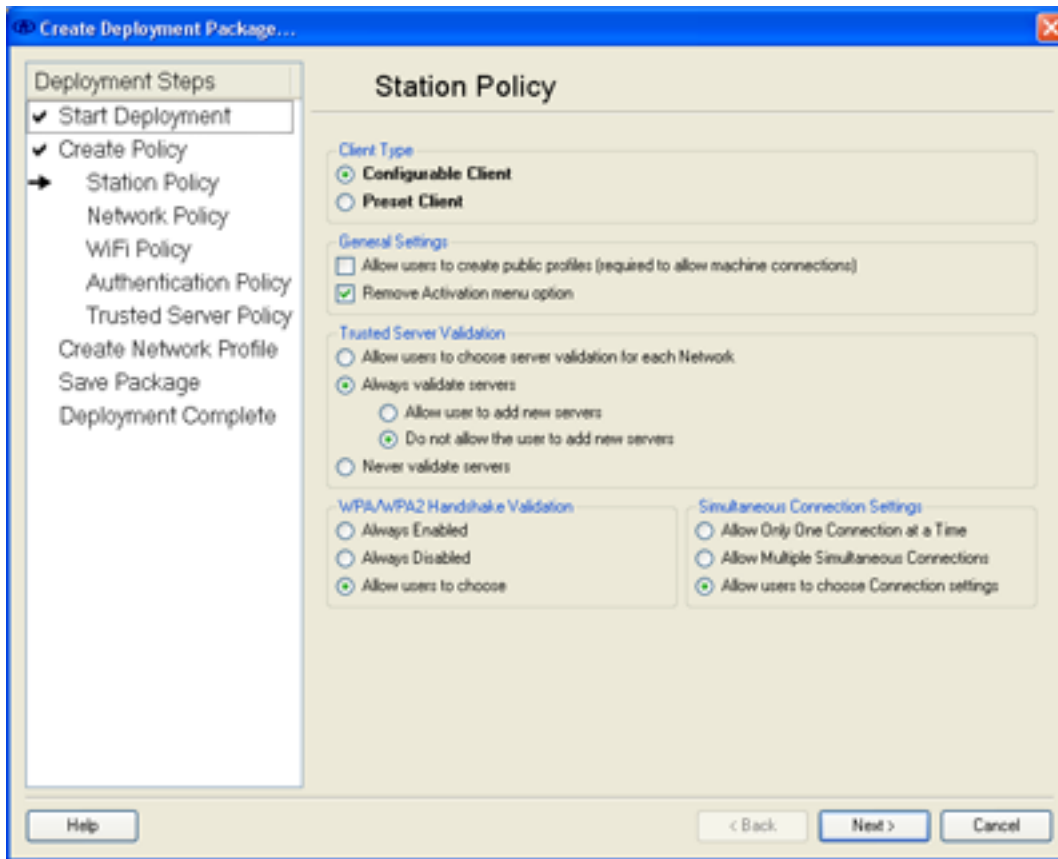 Create Deployment Package...
Deployment Steps
Start Deployment
Create Policy
Station Policy
Network Policy
WiFi Policy
Authentication Policy
Trusted Server Policy
Create Network Profile
Save Package
Deployment Complete
Station Policy
Client Type
Configurable Client
Preset Client
General Settings
Allow users to create public profiles (required to allow machine connections)
Remove Activation menu option
Trusted Server Validation
Allow users to choose server validation for each Network
Always validate servers
Allow user to add new servers
Do not allow the user to add new servers
Never validate servers
WPA/WPA2 Handshake Validation
Always Enabled
Always Disabled
Allow users to choose
Simultaneous Connection Settings
Allow Only One Connection at a Time
Allow Multiple Simultaneous Connections
Allow users to choose Connection settings
Help
< Back
Next >
Cancel